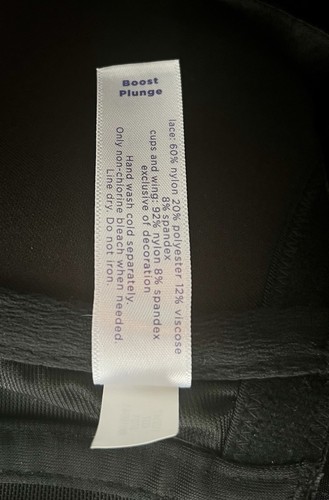 Boost
Plunge
lace: 60% nylon 20% polyester 12% viscose
8% spandex
cups and wing: 92% nylon 8% spandex
exclusive of decoration
Hand wash cold separately.
Only non-chlorine bleach when needed.
Line dry. Do not iron.